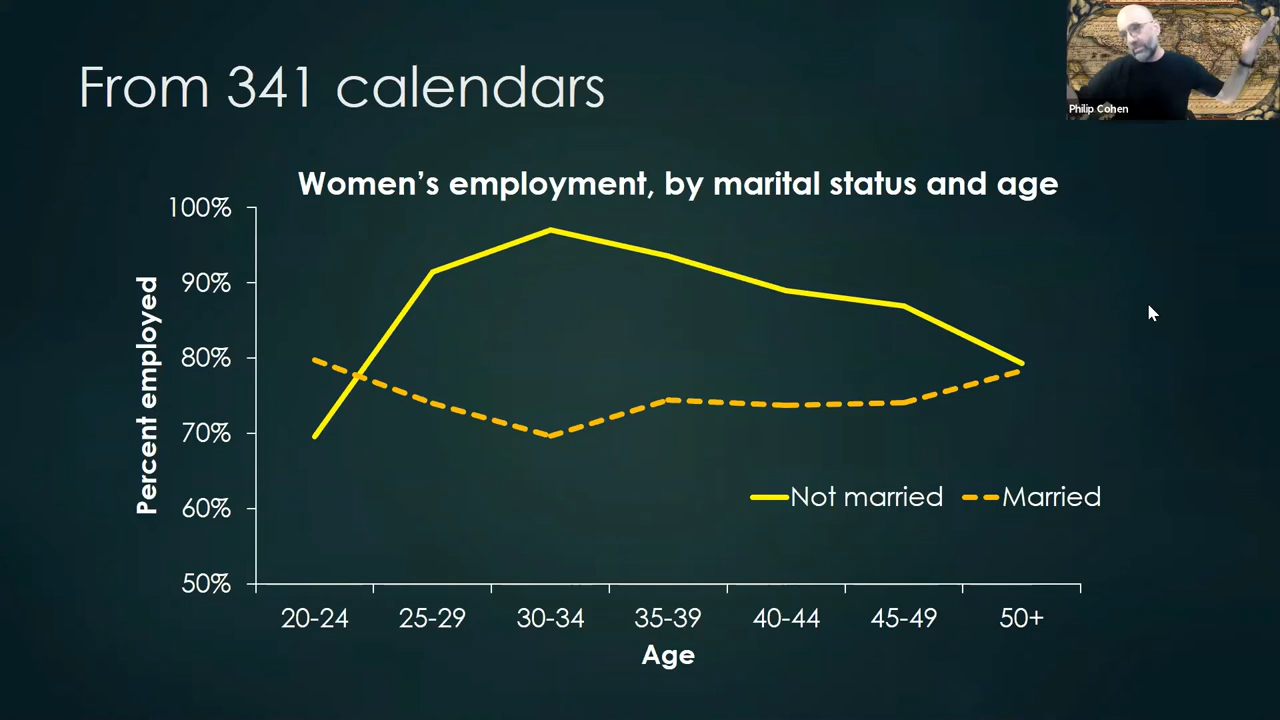 From 341 calendars
Philip Cohen
Women’s employment, by marital status and age
Percent employed
100%
90%
80%
70%
60%
50%
Not married
Married
20-24
25-29
30-34
35-39
40-44
45-49
50+
Age